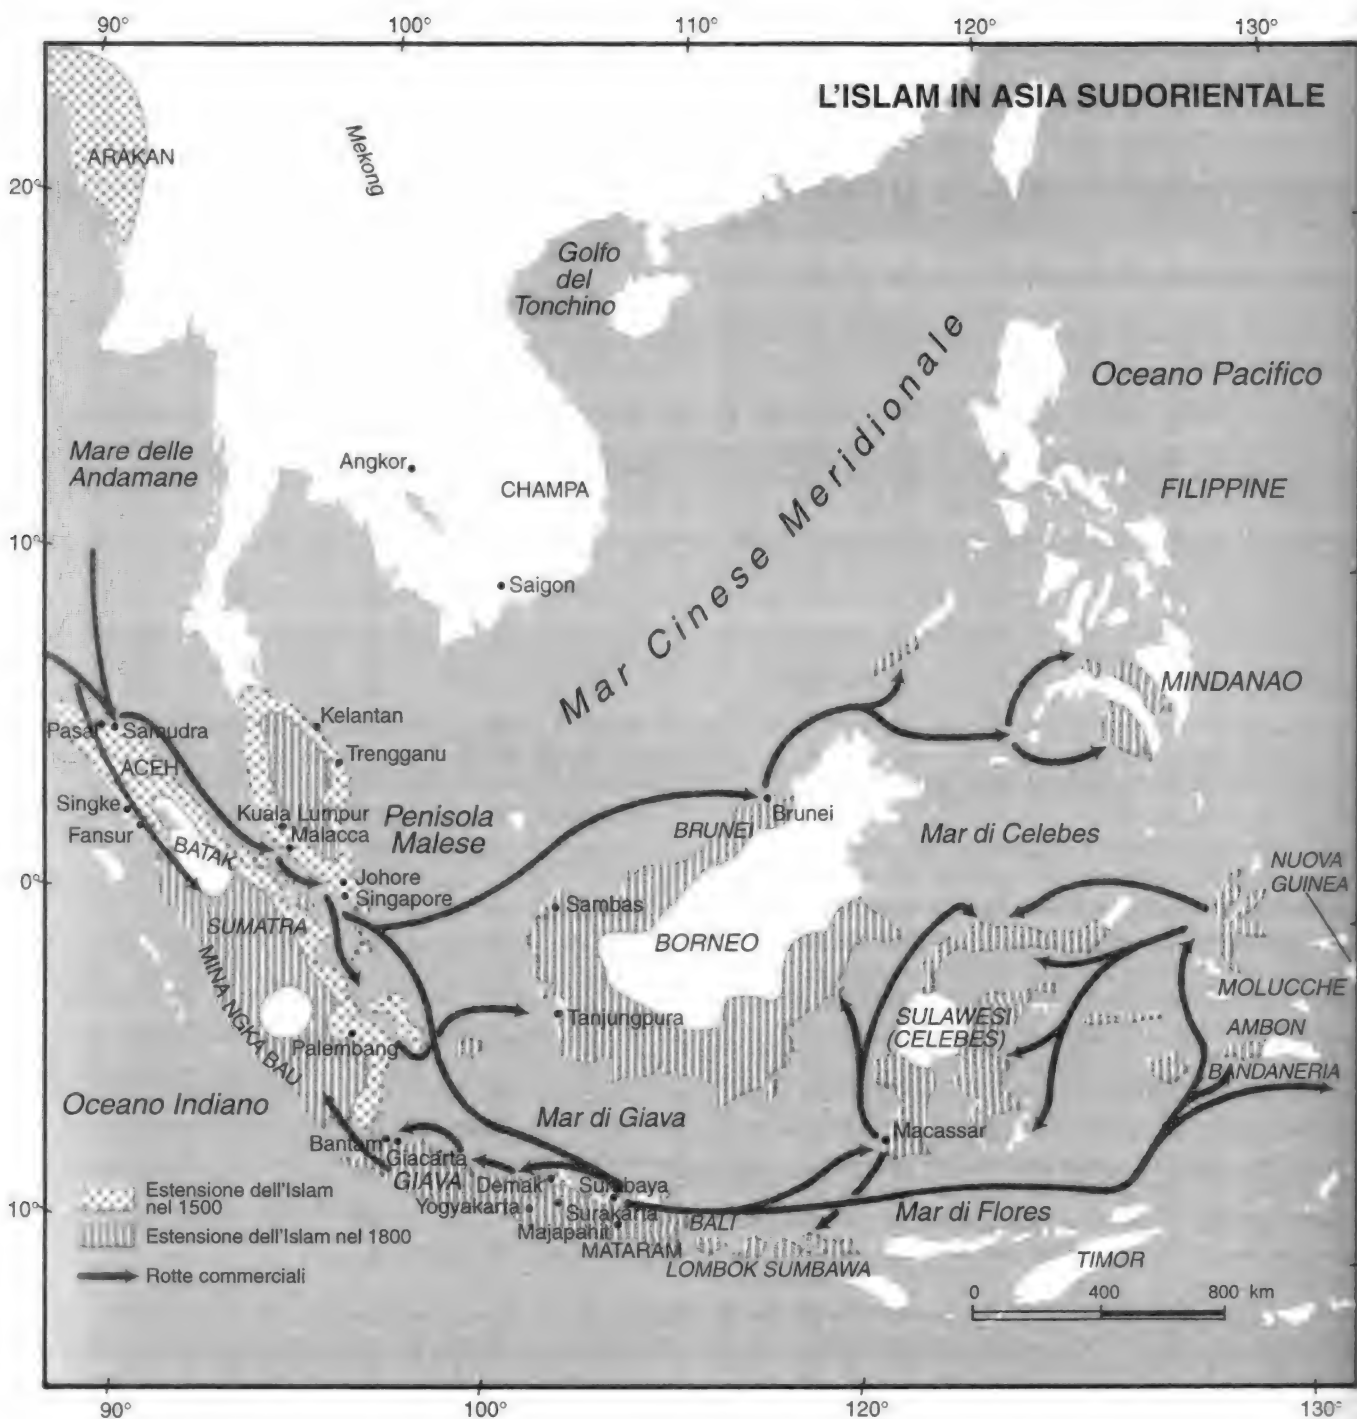 90°
100°
110°
120°
130°
L'ISLAM IN ASIA SUDORIENTALE
ARAKAN
Mekong
20°
Golfo
del
Tonchino
Mar Cinese Meridionale
Oceano Pacifico
Mare delle
Andamane
Angkor
CHAMPA
FILIPPINE
10°
Saigon
MINDANAO
Kelantan
Pasai
Samudra
Trengganu
ACEH
Singke
Kuala Lumpur
Penisola
Malese
Fansur
Malacca
BATAK
BRUNEI
Brunei
Mar di Celebes
NUOVA
GUINEA
0°
Johore
Singapore
Sambas
SUMATRA
BORNEO
MINA NGKA BAU
MOLUCCHE
Tanjungpura
SULAWESI
(CELEBES)
Palembang
AMBON
BANDANERIA
Oceano Indiano
Mar di Giava
Macassar
Bantam
Giacarta
GIAVA
Demak
Surabaya
Estensione dell'Islam
nel 1500
10°
Yogyakarta
Surakarta
BALI
Mar di Flores
Majapahit
Estensione dell'Islam nel 1800
MATARAM
LOMBOK SUMBAWA
TIMOR
Rotte commerciali
0 400 800 km
90°
100°
120°
130°